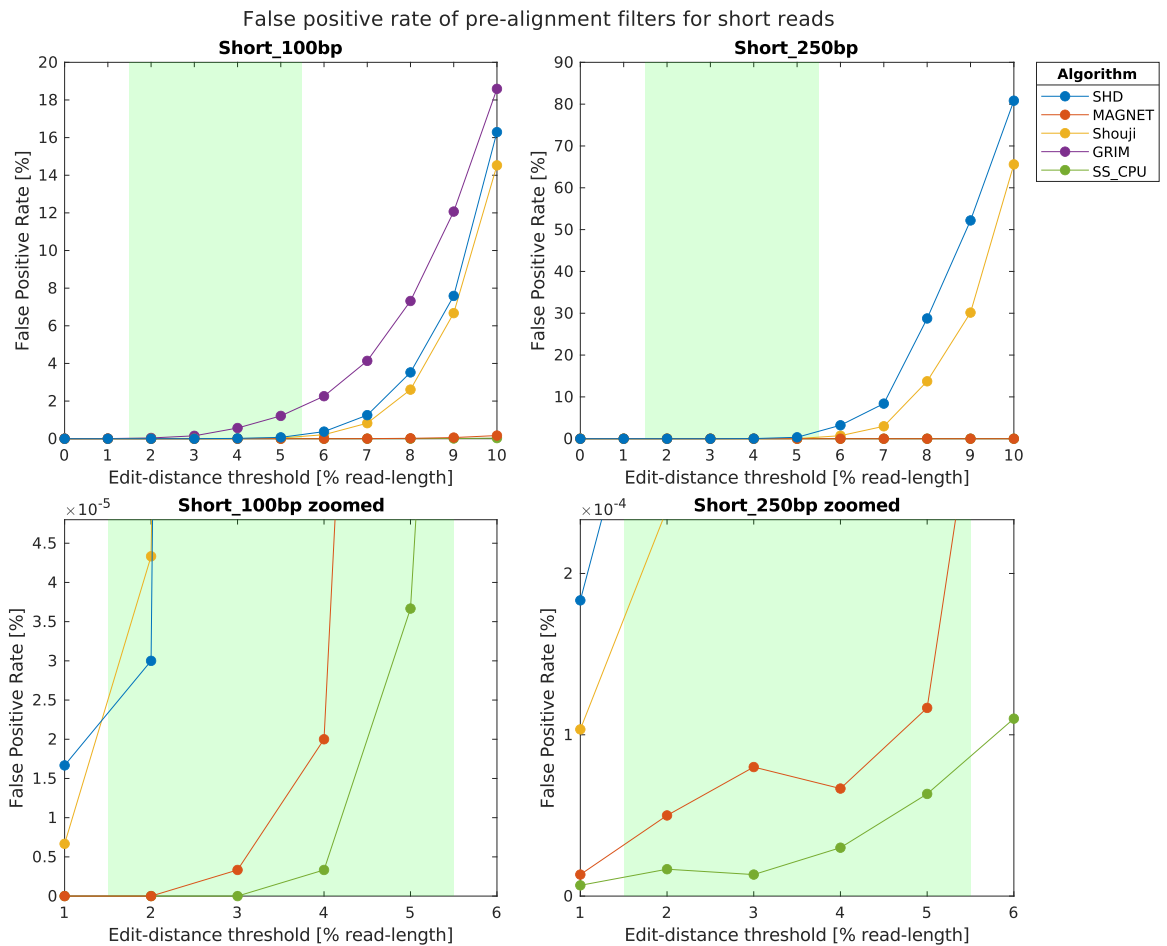 False positive rate of pre-alignment filters for short reads
Short_100bp
20
18
16
14
12
10
8
6
4
2
0
False Positive Rate [%]
0 1 2 3 4 5 6 7 8 9 10
Edit-distance threshold [% read-length]
Short_250bp
90
80
70
60
50
40
30
20
10
0
False Positive Rate [%]
0 1 2 3 4 5 6 7 8 9 10
Edit-distance threshold [% read-length]
Algorithm
SHD
MAGNET
Shouji
GRIM
SS_CPU
Short_100bp zoomed
×10-5
4.5
4
3.5
3
2.5
2
1.5
1
0.5
0
False Positive Rate [%]
1 2 3 4 5 6
Edit-distance threshold [% read-length]
Short_250bp zoomed
×10-4
2
1
0
False Positive Rate [%]
1 2 3 4 5 6
Edit-distance threshold [% read-length]